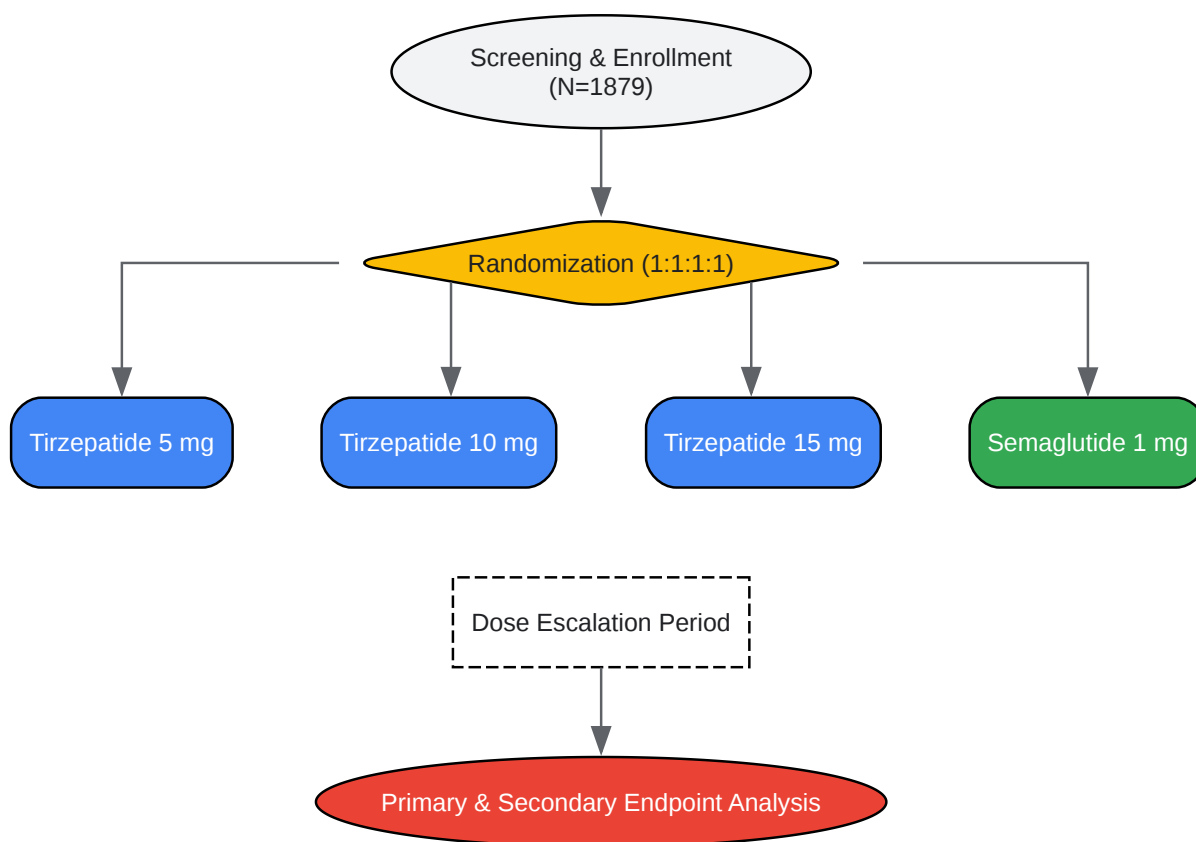 Screening & Enrollment
(N=1879)
Randomization (1:1:1:1)
Tirzepatide 5 mg
Tirzepatide 10 mg
Tirzepatide 15 mg
Semaglutide 1 mg
Dose Escalation Period
Primary & Secondary Endpoint Analysis